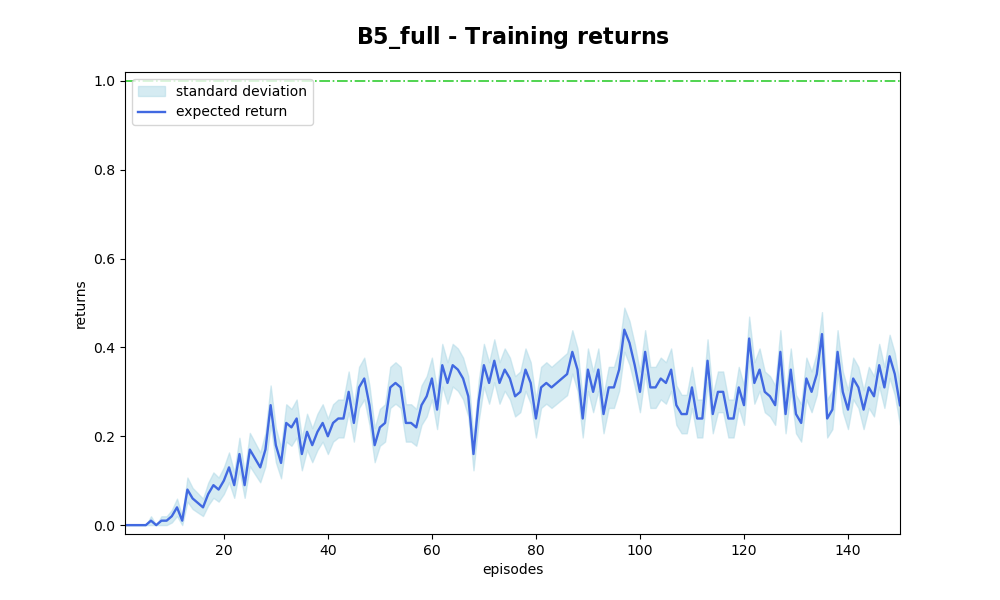 B5_full - Training returns
standard deviation
expected return
returns
1.0
0.8
0.6
0.4
0.2
0.0
20 40 60 80 100 120 140
episodes